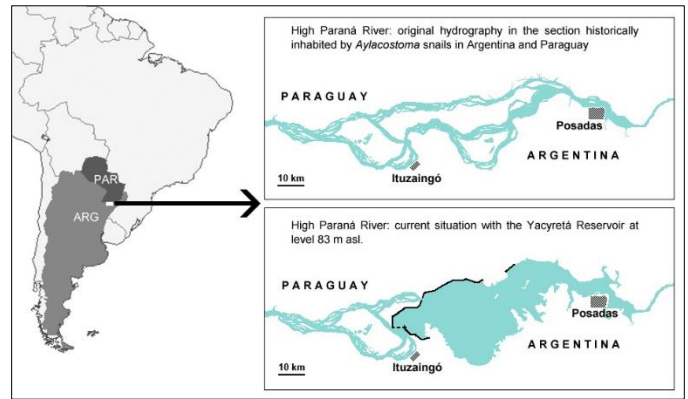 PAR
ARG
High Paraná River: original hydrography in the section historically
inhabited by Aylacostoma snails in Argentina and Paraguay
PARAGUAY
Posadas
ARGENTINA
10 km
Ituzaingó
High Paraná River: current situation with the Yacyretá Reservoir at
level 83 m asl.
PARAGUAY
Posadas
ARGENTINA
10 km
Ituzaingó